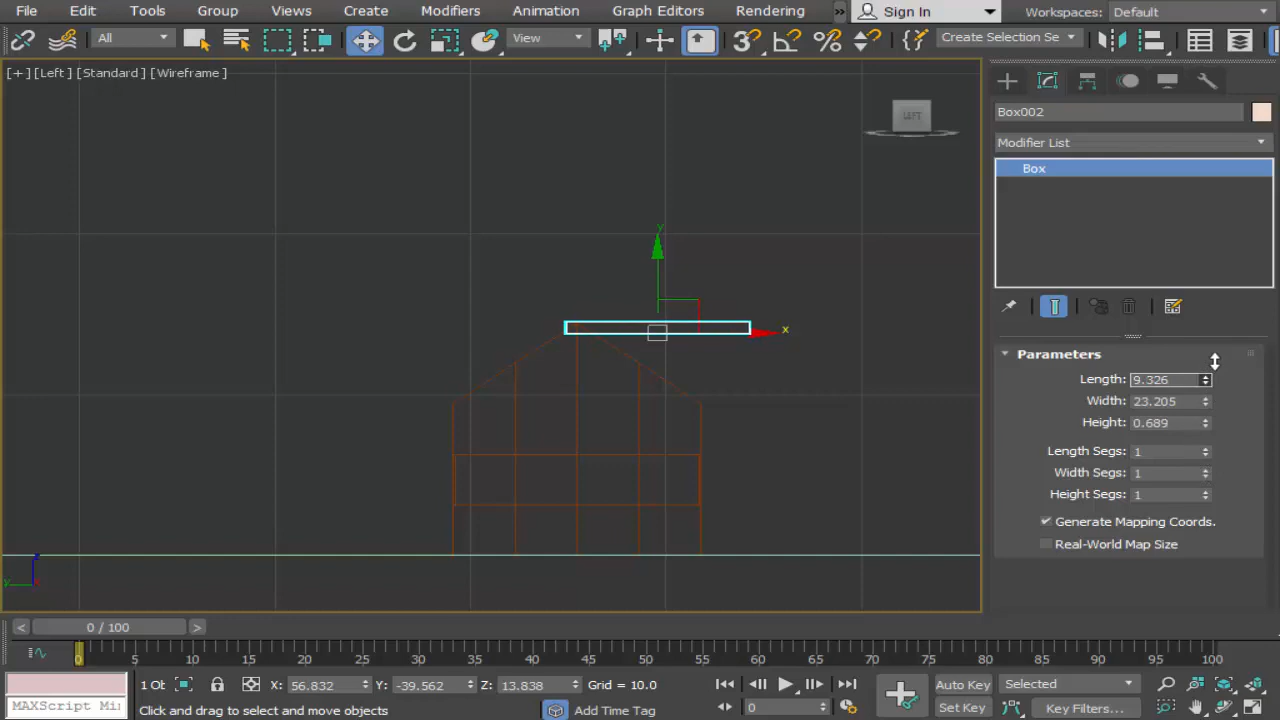 File Edit Tools Group Views Create Modifiers Animation Graph Editors Rendering » Sign In Workspaces: Default
All View 3 % Create Selection Se
[+] [Left ] [Standard ] [Wireframe ]
LEFT
Box002
Modifier List
Box
y
x
Parameters
Length: 9.326
Width: 23.205
Height: 0.689
Length Segs: 1
Width Segs: 1
Height Segs: 1
Generate Mapping Coords.
Real-World Map Size
y z x
< 0 / 100 >
0 5 10 15 20 25 30 35 40 45 50 55 60 65 70 75 80 85 90 95 100
1 Ot X: 56.832 Y: -39.562 Z: 13.838 Grid = 10.0 Auto Key Selected
MAXScript Min Click and drag to select and move objects Add Time Tag 0 Set Key Key Filters...